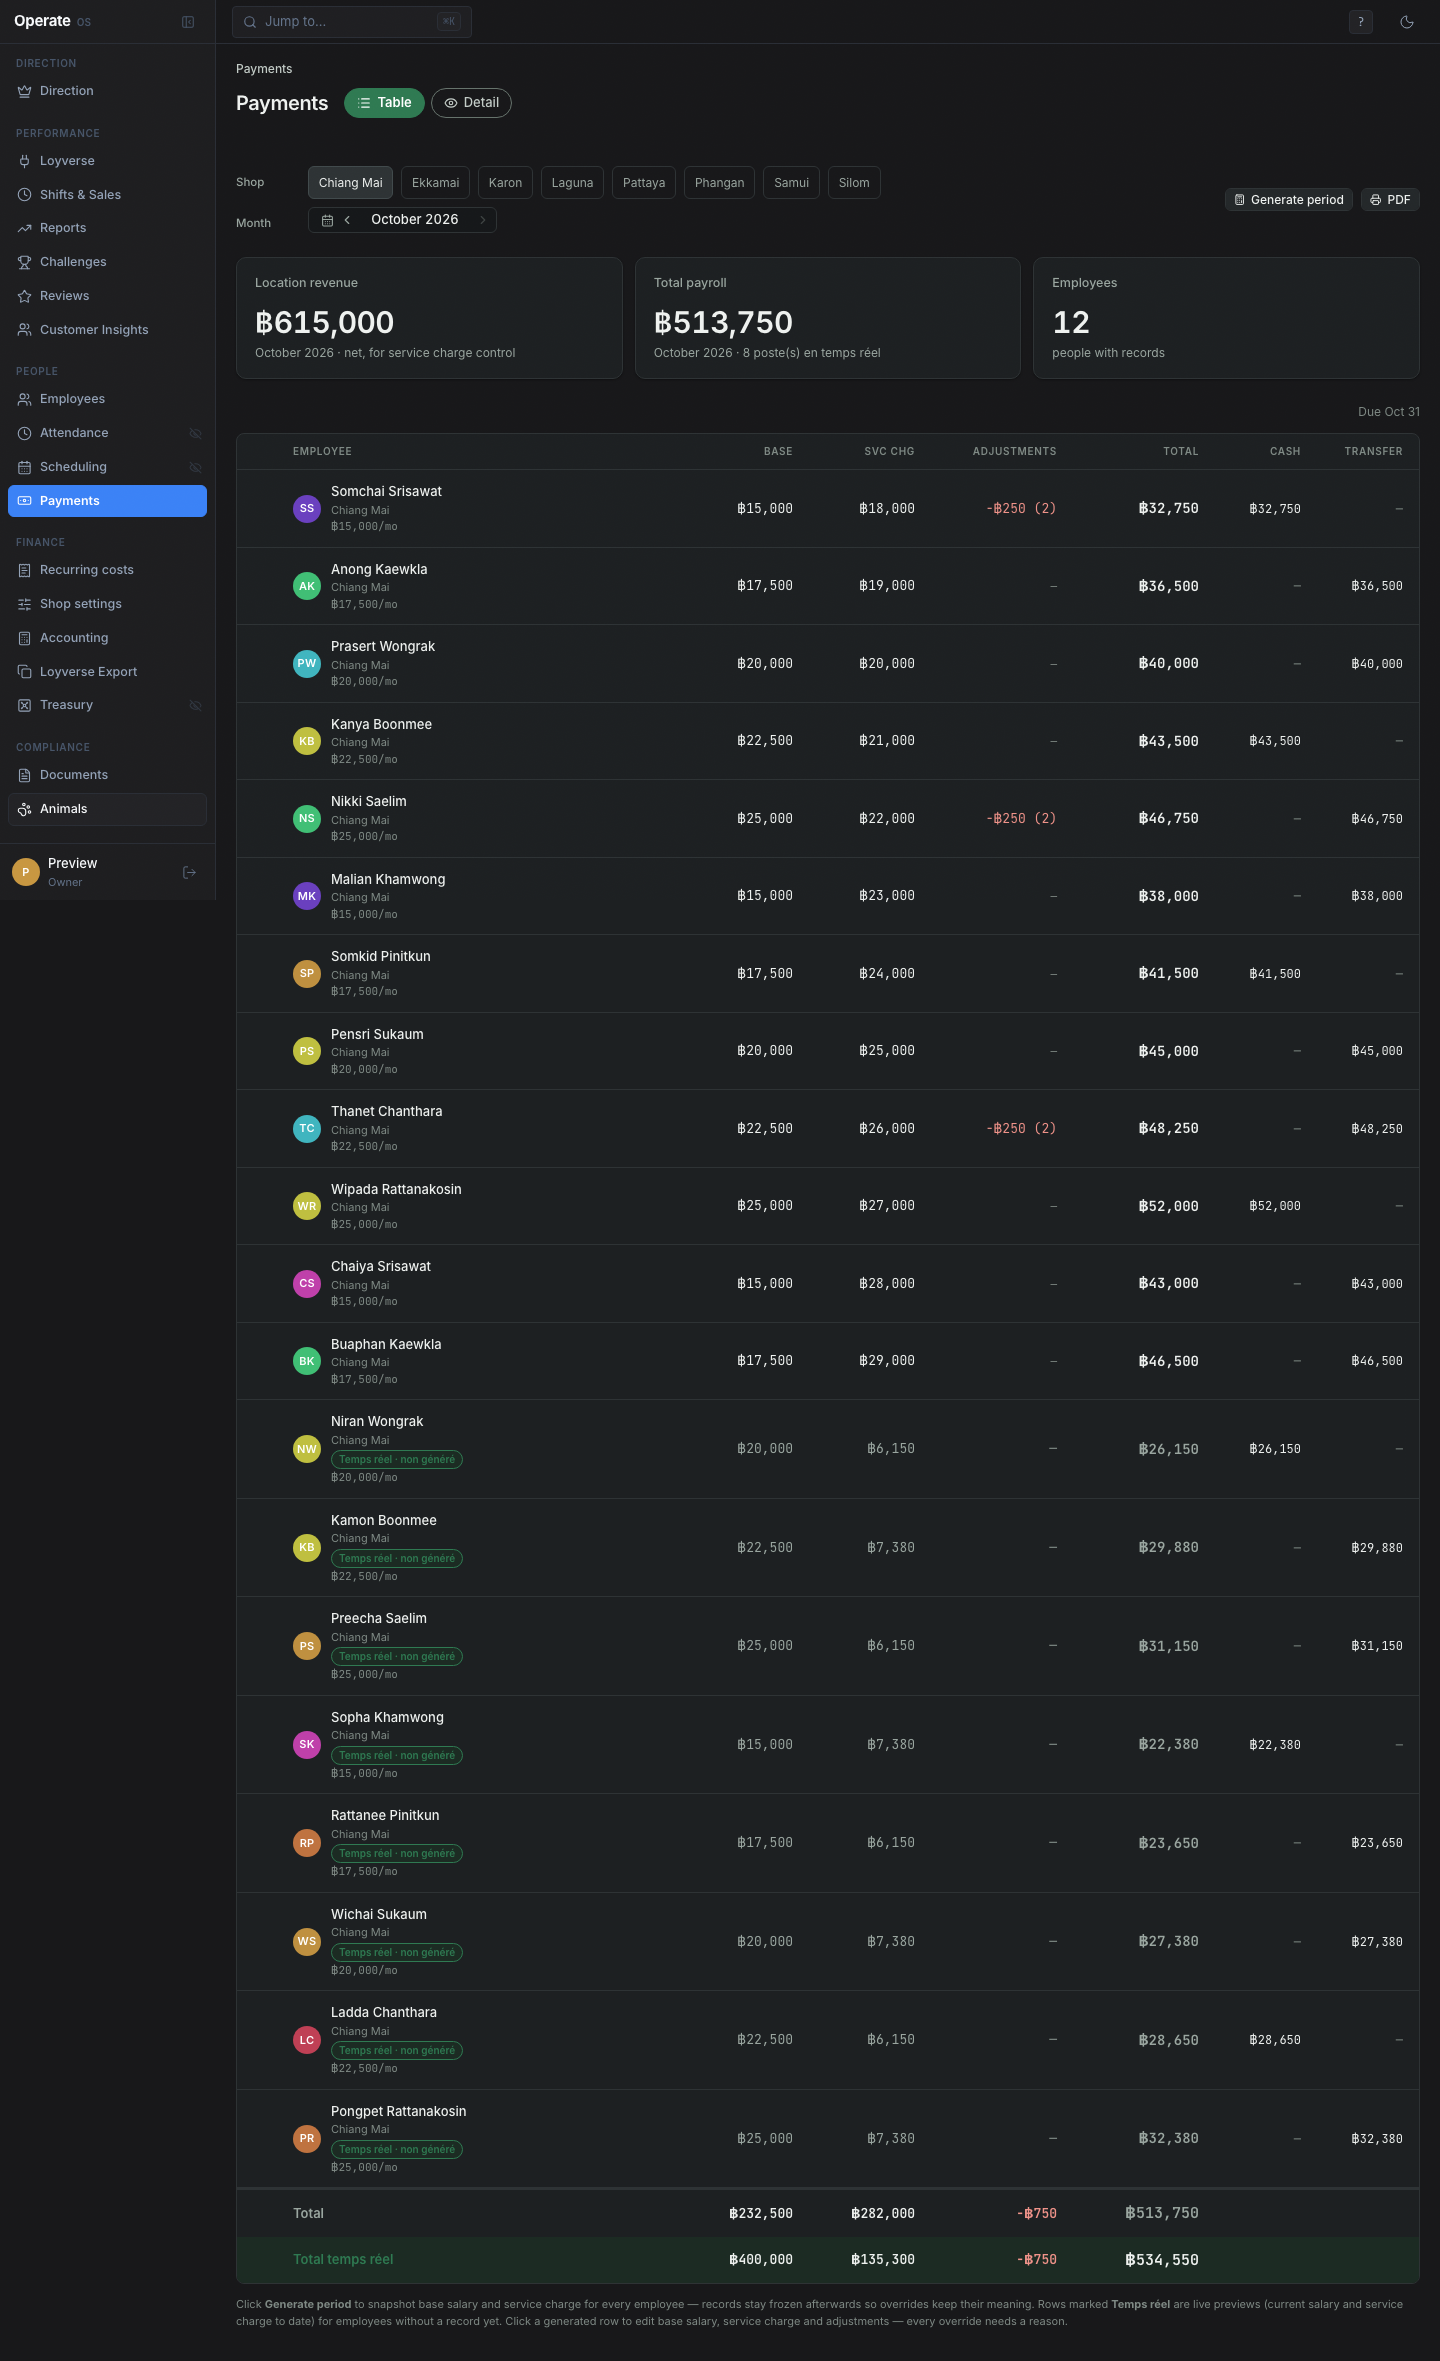 Operate OS
Jump to...
⌘K
?
DIRECTION
Direction
PERFORMANCE
Loyverse
Shifts & Sales
Reports
Challenges
Reviews
Customer Insights
PEOPLE
Employees
Attendance
Scheduling
Payments
FINANCE
Recurring costs
Shop settings
Accounting
Loyverse Export
Treasury
COMPLIANCE
Documents
Animals
P
Preview
Owner
Payments
Payments
Table
Detail
Shop
Chiang Mai Ekkamai Karon Laguna Pattaya Phangan Samui Silom
Month
October 2026
Generate period
PDF
Location revenue
฿615,000
October 2026 · net, for service charge control
Total payroll
฿513,750
October 2026 · 8 poste(s) en temps réel
Employees
12
people with records
Due Oct 31
EMPLOYEE BASE SVC CHG ADJUSTMENTS TOTAL CASH TRANSFER
Somchai Srisawat
Chiang Mai
SS ฿15,000 ฿18,000 -฿250 (2) ฿32,750 ฿32,750 —
฿15,000/mo
Anong Kaewkla
Chiang Mai
AK ฿17,500 ฿19,000 — ฿36,500 — ฿36,500
฿17,500/mo
Prasert Wongrak
Chiang Mai
PW ฿20,000 ฿20,000 — ฿40,000 — ฿40,000
฿20,000/mo
Kanya Boonmee
Chiang Mai
KB ฿22,500 ฿21,000 — ฿43,500 ฿43,500 —
฿22,500/mo
Nikki Saelim
Chiang Mai
NS ฿25,000 ฿22,000 -฿250 (2) ฿46,750 — ฿46,750
฿25,000/mo
Malian Khamwong
Chiang Mai
MK ฿15,000 ฿23,000 — ฿38,000 — ฿38,000
฿15,000/mo
Somkid Pinitkun
Chiang Mai
SP ฿17,500 ฿24,000 — ฿41,500 ฿41,500 —
฿17,500/mo
Pensri Sukaum
Chiang Mai
PS ฿20,000 ฿25,000 — ฿45,000 — ฿45,000
฿20,000/mo
Thanet Chanthara
Chiang Mai
TC ฿22,500 ฿26,000 -฿250 (2) ฿48,250 — ฿48,250
฿22,500/mo
Wipada Rattanakosin
Chiang Mai
WR ฿25,000 ฿27,000 — ฿52,000 ฿52,000 —
฿25,000/mo
Chaiya Srisawat
Chiang Mai
CS ฿15,000 ฿28,000 — ฿43,000 — ฿43,000
฿15,000/mo
Buaphan Kaewkla
Chiang Mai
BK ฿17,500 ฿29,000 — ฿46,500 — ฿46,500
฿17,500/mo
Niran Wongrak
Chiang Mai
NW ฿20,000 ฿6,150 — ฿26,150 ฿26,150 —
Temps réel · non généré
฿20,000/mo
Kamon Boonmee
Chiang Mai
KB ฿22,500 ฿7,380 — ฿29,880 — ฿29,880
Temps réel · non généré
฿22,500/mo
Preecha Saelim
Chiang Mai
PS ฿25,000 ฿6,150 — ฿31,150 — ฿31,150
Temps réel · non généré
฿25,000/mo
Sopha Khamwong
Chiang Mai
SK ฿15,000 ฿7,380 — ฿22,380 ฿22,380 —
Temps réel · non généré
฿15,000/mo
Rattanee Pinitkun
Chiang Mai
RP ฿17,500 ฿6,150 — ฿23,650 — ฿23,650
Temps réel · non généré
฿17,500/mo
Wichai Sukaum
Chiang Mai
WS ฿20,000 ฿7,380 — ฿27,380 — ฿27,380
Temps réel · non généré
฿20,000/mo
Ladda Chanthara
Chiang Mai
LC ฿22,500 ฿6,150 — ฿28,650 ฿28,650 —
Temps réel · non généré
฿22,500/mo
Pongpet Rattanakosin
Chiang Mai
PR ฿25,000 ฿7,380 — ฿32,380 — ฿32,380
Temps réel · non généré
฿25,000/mo
Total ฿232,500 ฿282,000 -฿750 ฿513,750
Total temps réel ฿400,000 ฿135,300 -฿750 ฿534,550
Click Generate period to snapshot base salary and service charge for every employee — records stay frozen afterwards so overrides keep their meaning. Rows marked Temps réel are live previews (current salary and service
charge to date) for employees without a record yet. Click a generated row to edit base salary, service charge and adjustments — every override needs a reason.